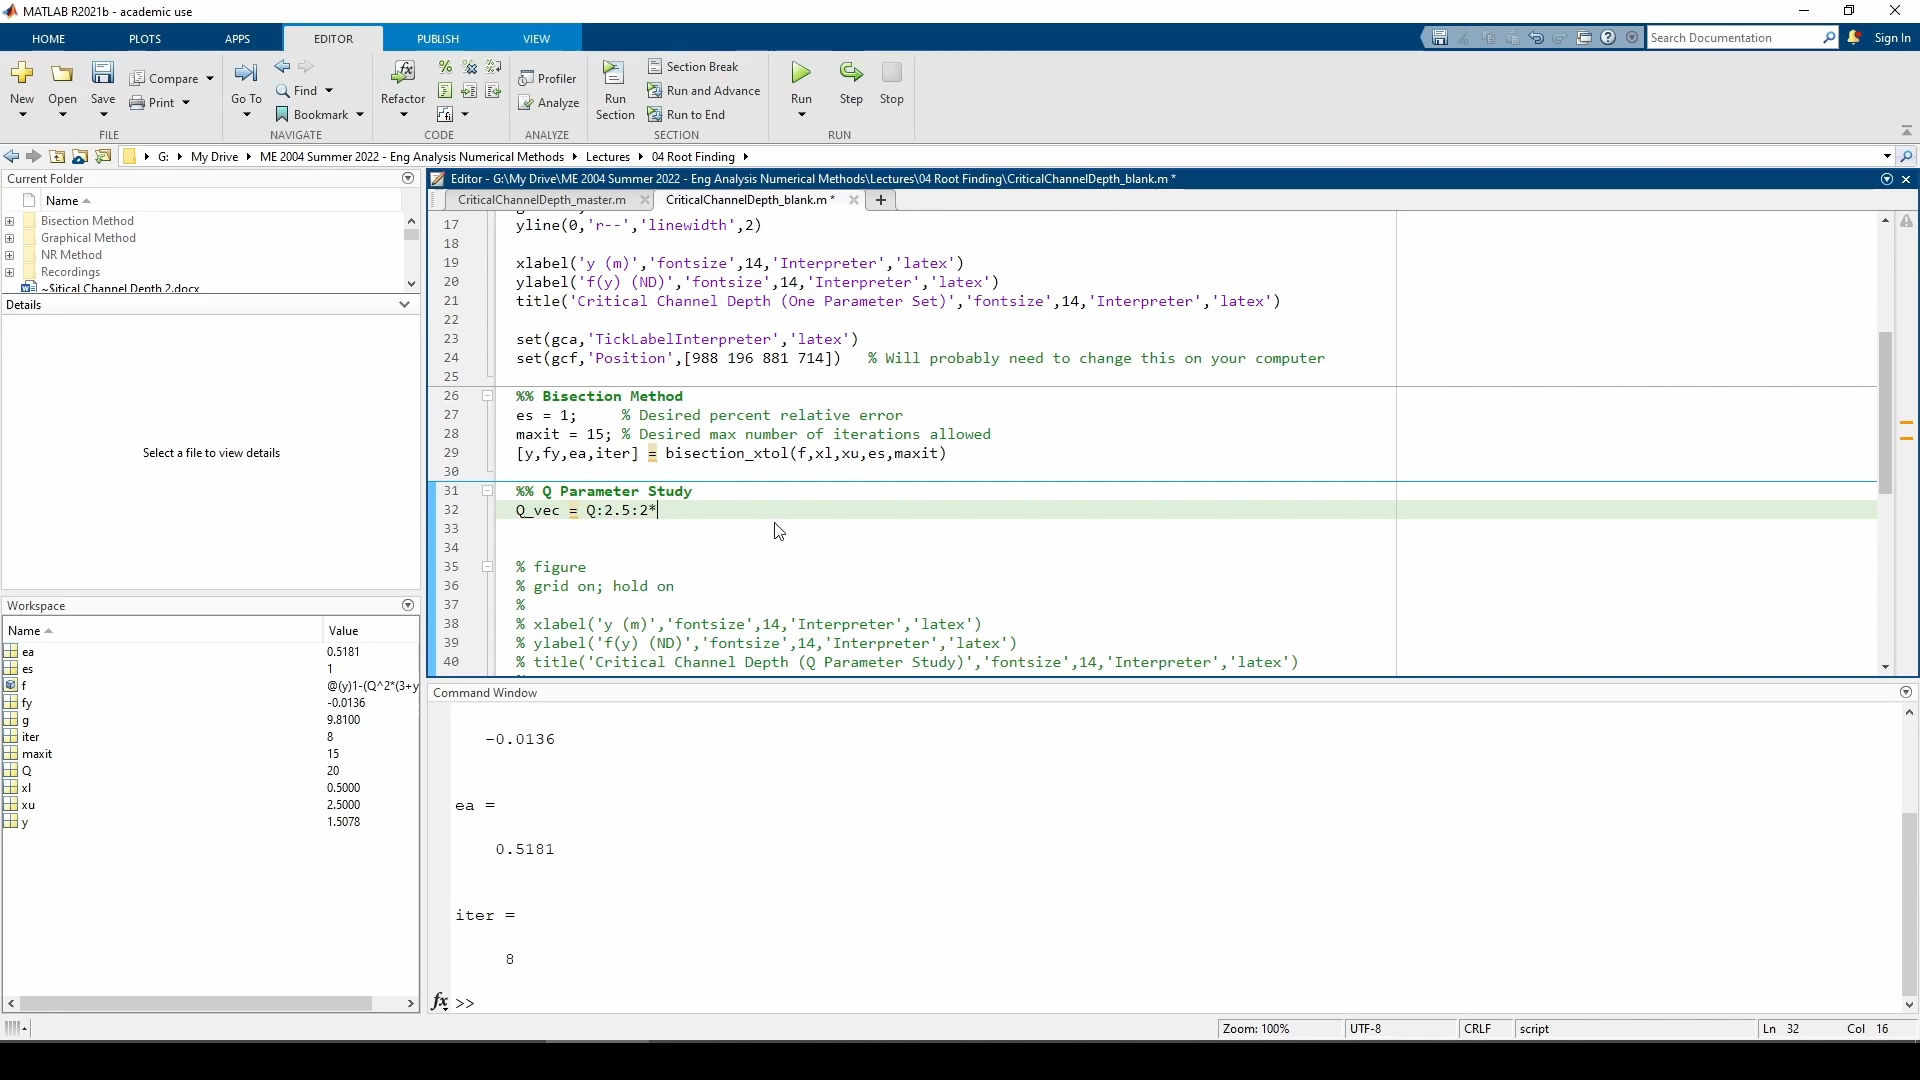 MATLAB R2021b - academic use
HOME PLOTS APPS EDITOR PUBLISH VIEW
Search Documentation Sign In
New Open Save Compare Print
FILE
Go To Find Bookmark
NAVIGATE
Refactor
CODE
Profiler Analyze
ANALYZE
Run Section Section Break Run and Advance Run to End
SECTION
Run Step Stop
RUN
G: My Drive ME 2004 Summer 2022 - Eng Analysis Numerical Methods Lectures 04 Root Finding
Current Folder
Name
Bisection Method
Graphical Method
NR Method
Recordings
~$itical Channel Depth 2.docx
Details
Select a file to view details
Workspace
Name Value
ea 0.5181
es 1
f @(y)1-(Q^2*(3+y
fy -0.0136
g 9.8100
iter 8
maxit 15
Q 20
xl 0.5000
xu 2.5000
y 1.5078
Editor - G:\My Drive\ME 2004 Summer 2022 - Eng Analysis Numerical Methods\Lectures\04 Root Finding\CriticalChannelDepth_blank.m *
CriticalChannelDepth_master.m CriticalChannelDepth_blank.m *
17 yline(0,'r--','linewidth',2)
18
19 xlabel('y (m)','fontsize',14,'Interpreter','latex')
20 ylabel('f(y) (ND)','fontsize',14,'Interpreter','latex')
21 title('Critical Channel Depth (One Parameter Set)','fontsize',14,'Interpreter','latex')
22
23 set(gca,'TickLabelInterpreter','latex')
24 set(gcf,'Position',[988 196 881 714]) % Will probably need to change this on your computer
25
26 %% Bisection Method
27 es = 1; % Desired percent relative error
28 maxit = 15; % Desired max number of iterations allowed
29 [y,fy,ea,iter] = bisection_xtol(f,xl,xu,es,maxit)
30
31 %% Q Parameter Study
32 Q_vec = Q:2.5:2*
33
34
35 % figure
36 % grid on; hold on
37 %
38 % xlabel('y (m)','fontsize',14,'Interpreter','latex')
39 % ylabel('f(y) (ND)','fontsize',14,'Interpreter','latex')
40 % title('Critical Channel Depth (Q Parameter Study)','fontsize',14,'Interpreter','latex')
Command Window
-0.0136
ea =
0.5181
iter =
8
fx >>
Zoom: 100% UTF-8 CRLF script Ln 32 Col 16